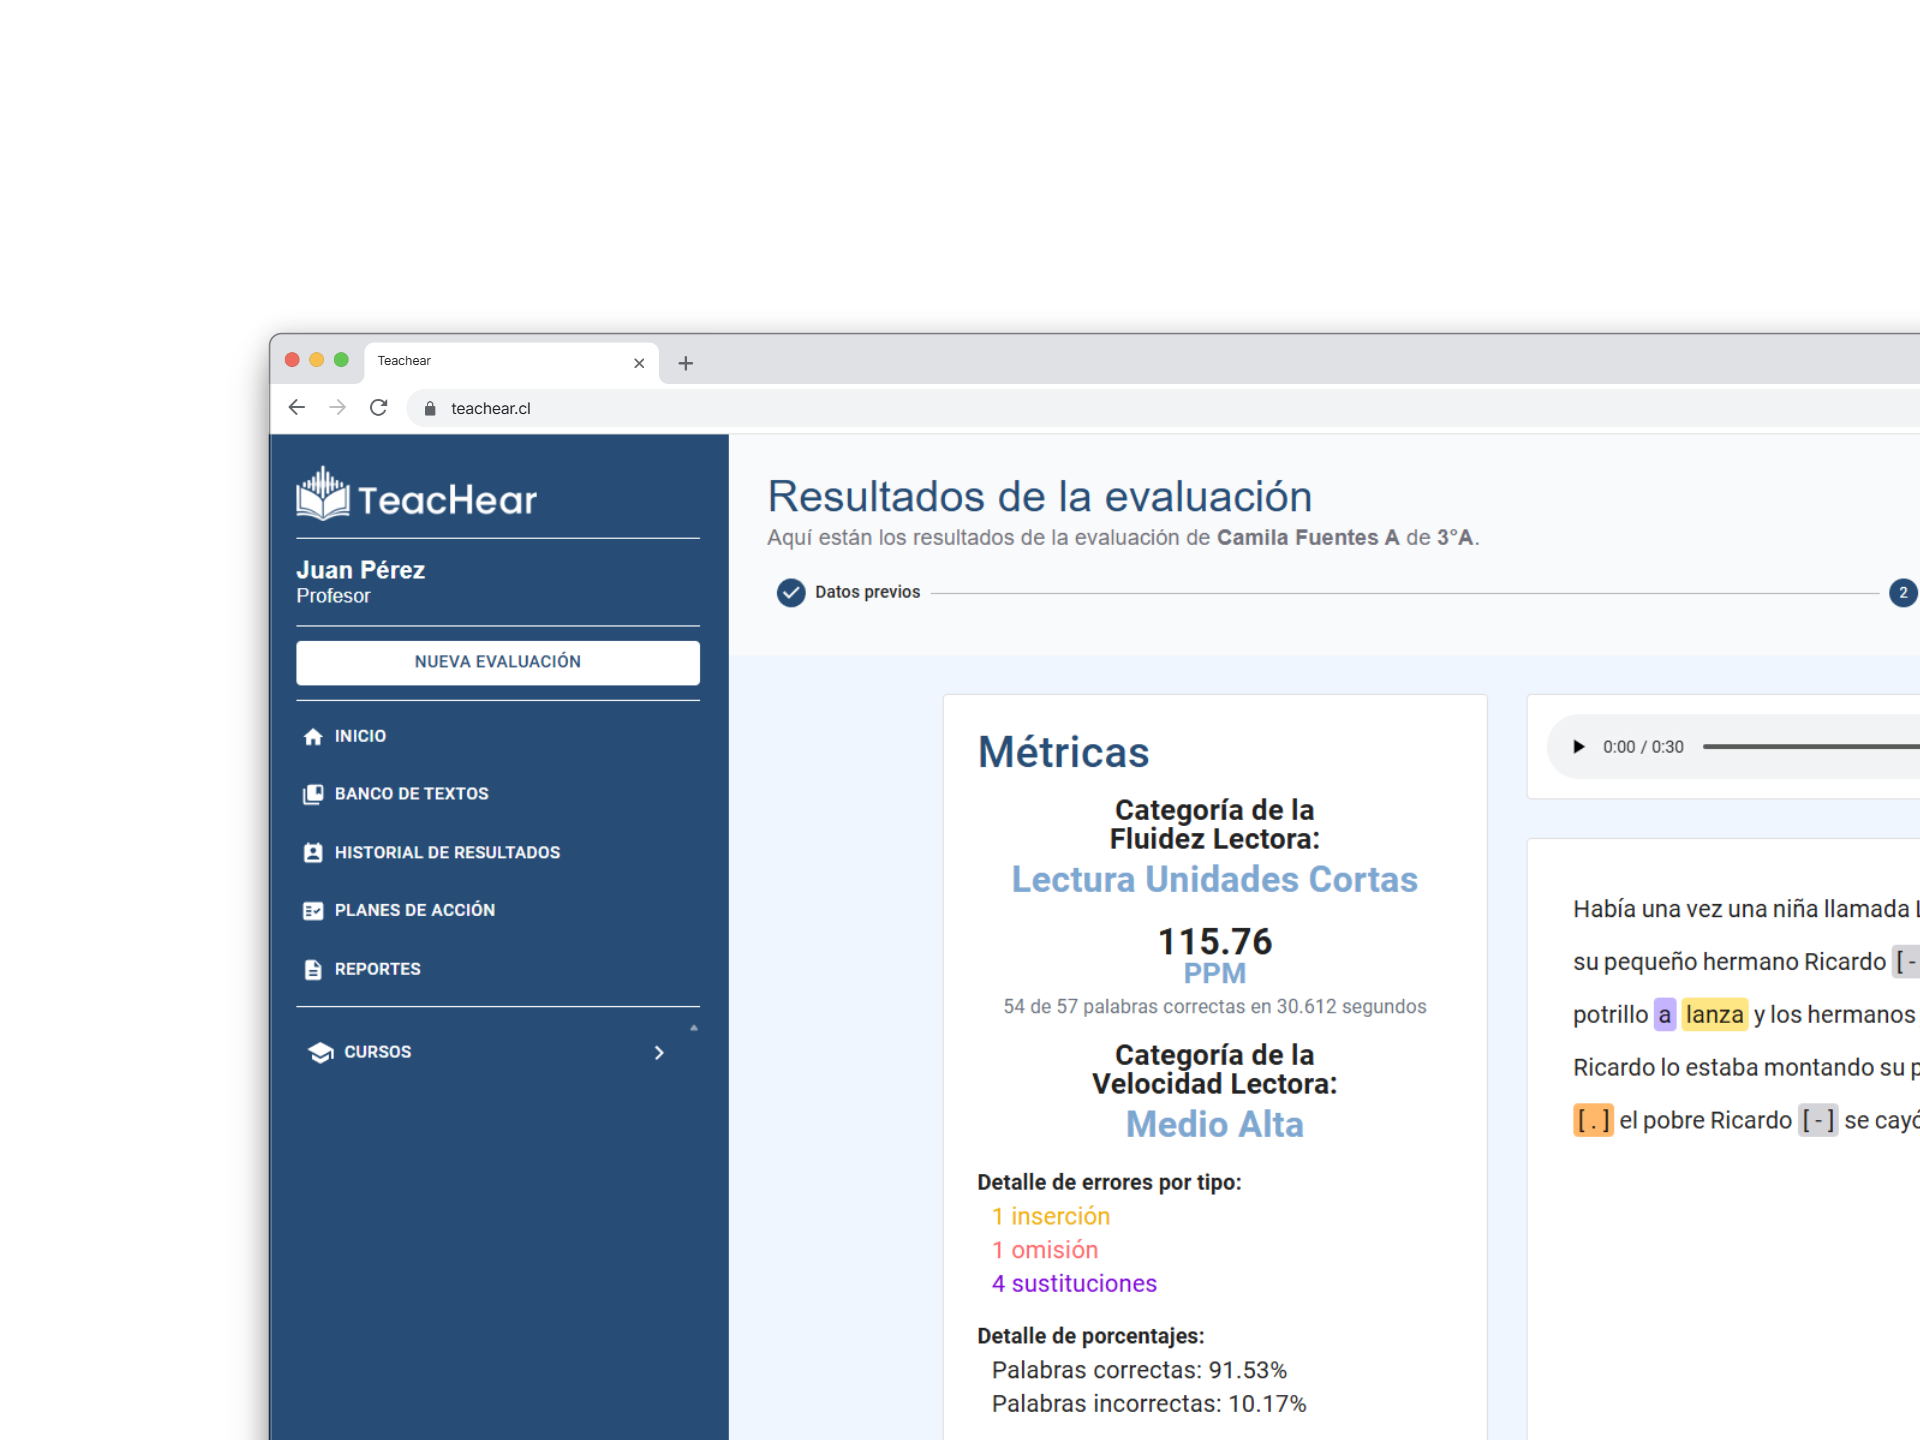 Teachear
teachear.cl
TeacHear
Juan Pérez
Profesor
NUEVA EVALUACIÓN
INICIO
BANCO DE TEXTOS
HISTORIAL DE RESULTADOS
PLANES DE ACCIÓN
REPORTES
CURSOS
Resultados de la evaluación
Aquí están los resultados de la evaluación de Camila Fuentes A de 3°A.
Datos previos
2
Métricas
Categoría de la
Fluidez Lectora:
Lectura Unidades Cortas
115.76
PPM
54 de 57 palabras correctas en 30.612 segundos
Categoría de la
Velocidad Lectora:
Medio Alta
Detalle de errores por tipo:
1 inserción
1 omisión
4 sustituciones
Detalle de porcentajes:
Palabras correctas: 91.53%
Palabras incorrectas: 10.17%
0:00 / 0:30
Había una vez una niña llamada
su pequeño hermano Ricardo [ -
potrillo a lanza y los hermanos
Ricardo lo estaba montando su
[ . ] el pobre Ricardo [ - ] se cayó